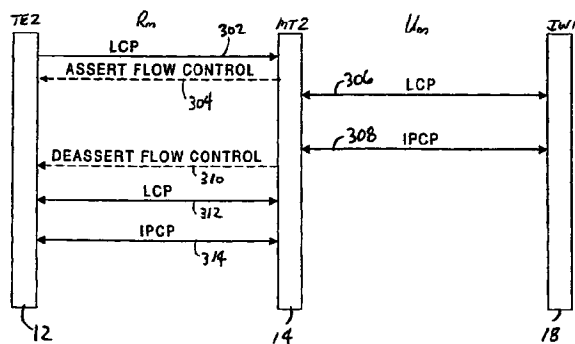 TE2 Rm MT2 Um IWF
LCP 302
ASSERT FLOW CONTROL
304
306 LCP
308 IPCP
DEASSERT FLOW CONTROL
310
LCP
312
IPCP
314
12 14 18